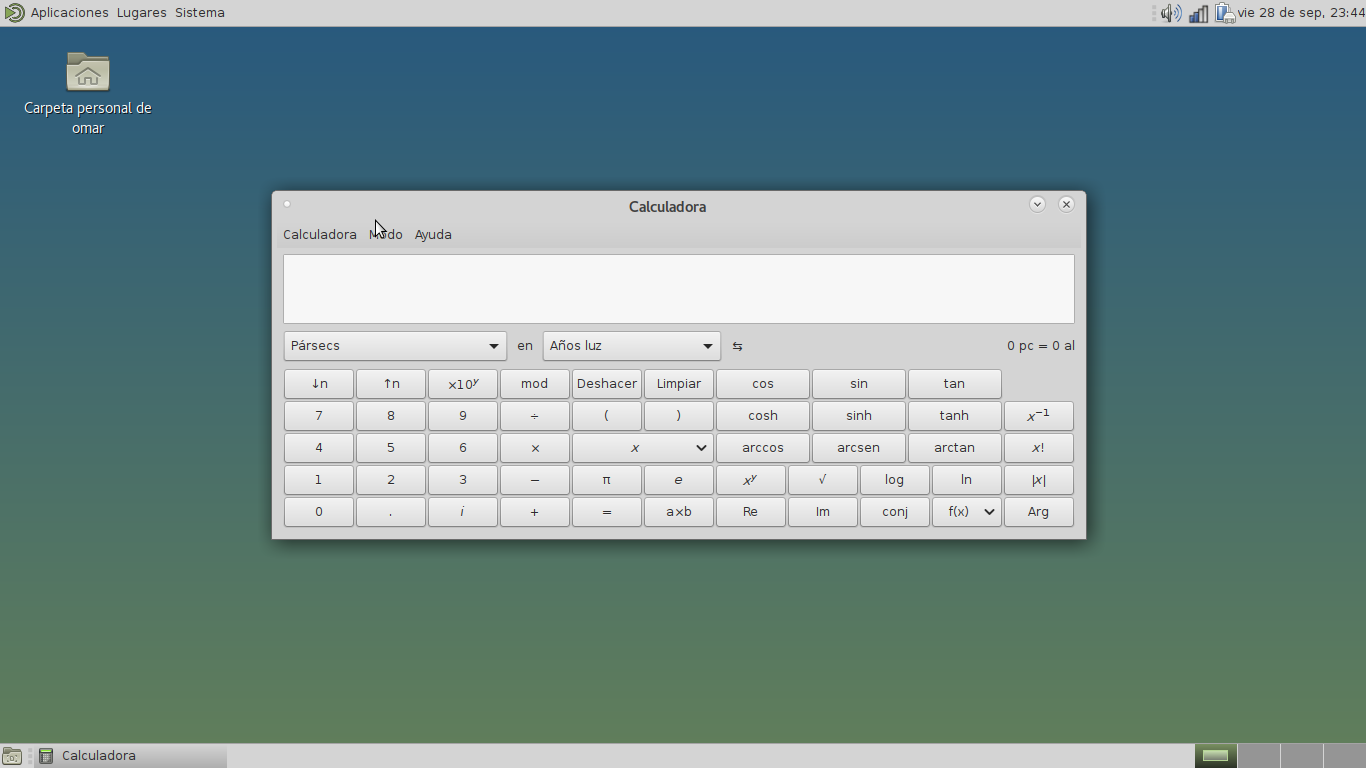 Aplicaciones Lugares Sistema
vie 28 de sep, 23:44
Carpeta personal de
omar
Calculadora
Calculadora Modo Ayuda
Pársecs en Años luz ⇆ 0 pc = 0 al
↓n ↑n ×10ʸ mod Deshacer Limpiar cos sin tan
7 8 9 ÷ ( ) cosh sinh tanh x⁻¹
4 5 6 × x arccos arcsen arctan x!
1 2 3 − π e xʸ √ log ln |x|
0 . i + = a×b Re Im conj f(x) Arg
Calculadora